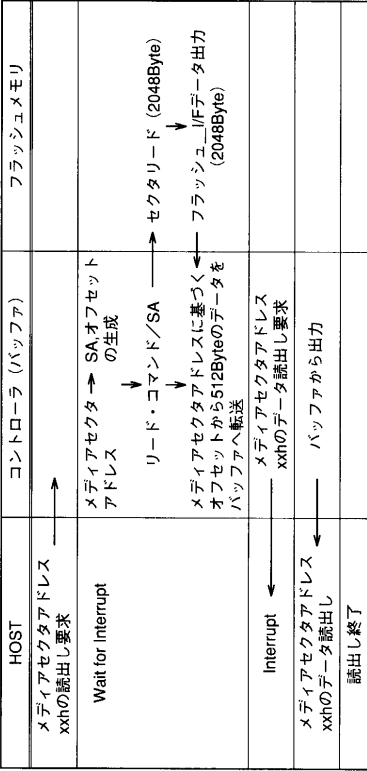 HOST
コントローラ (バッファ)
フラッシュメモリ
メディアセクタアドレス
xxhの読出し要求
Wait for Interrupt
メディアセクタ
アドレス
SA,オフセット
の生成
リード・コマンド/SA
セクタリード (2048Byte)
フラッシュ_I/Fデータ出力
(2048Byte)
メディアセクタアドレスに基づく
オフセットから512Byteのデータを
バッファへ転送
Interrupt
メディアセクタアドレス
xxhのデータ読出し要求
メディアセクタアドレス
xxhのデータ読出し
バッファから出力
読出し終了